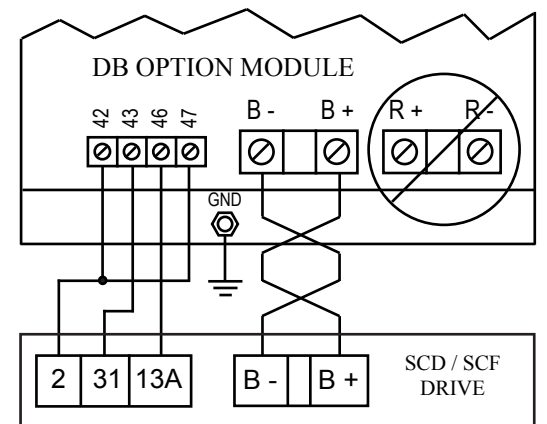 DB OPTION MODULE
42 43 46 47
B - B + R + R -
GND
2 31 13A
B - B +
SCD / SCF
DRIVE